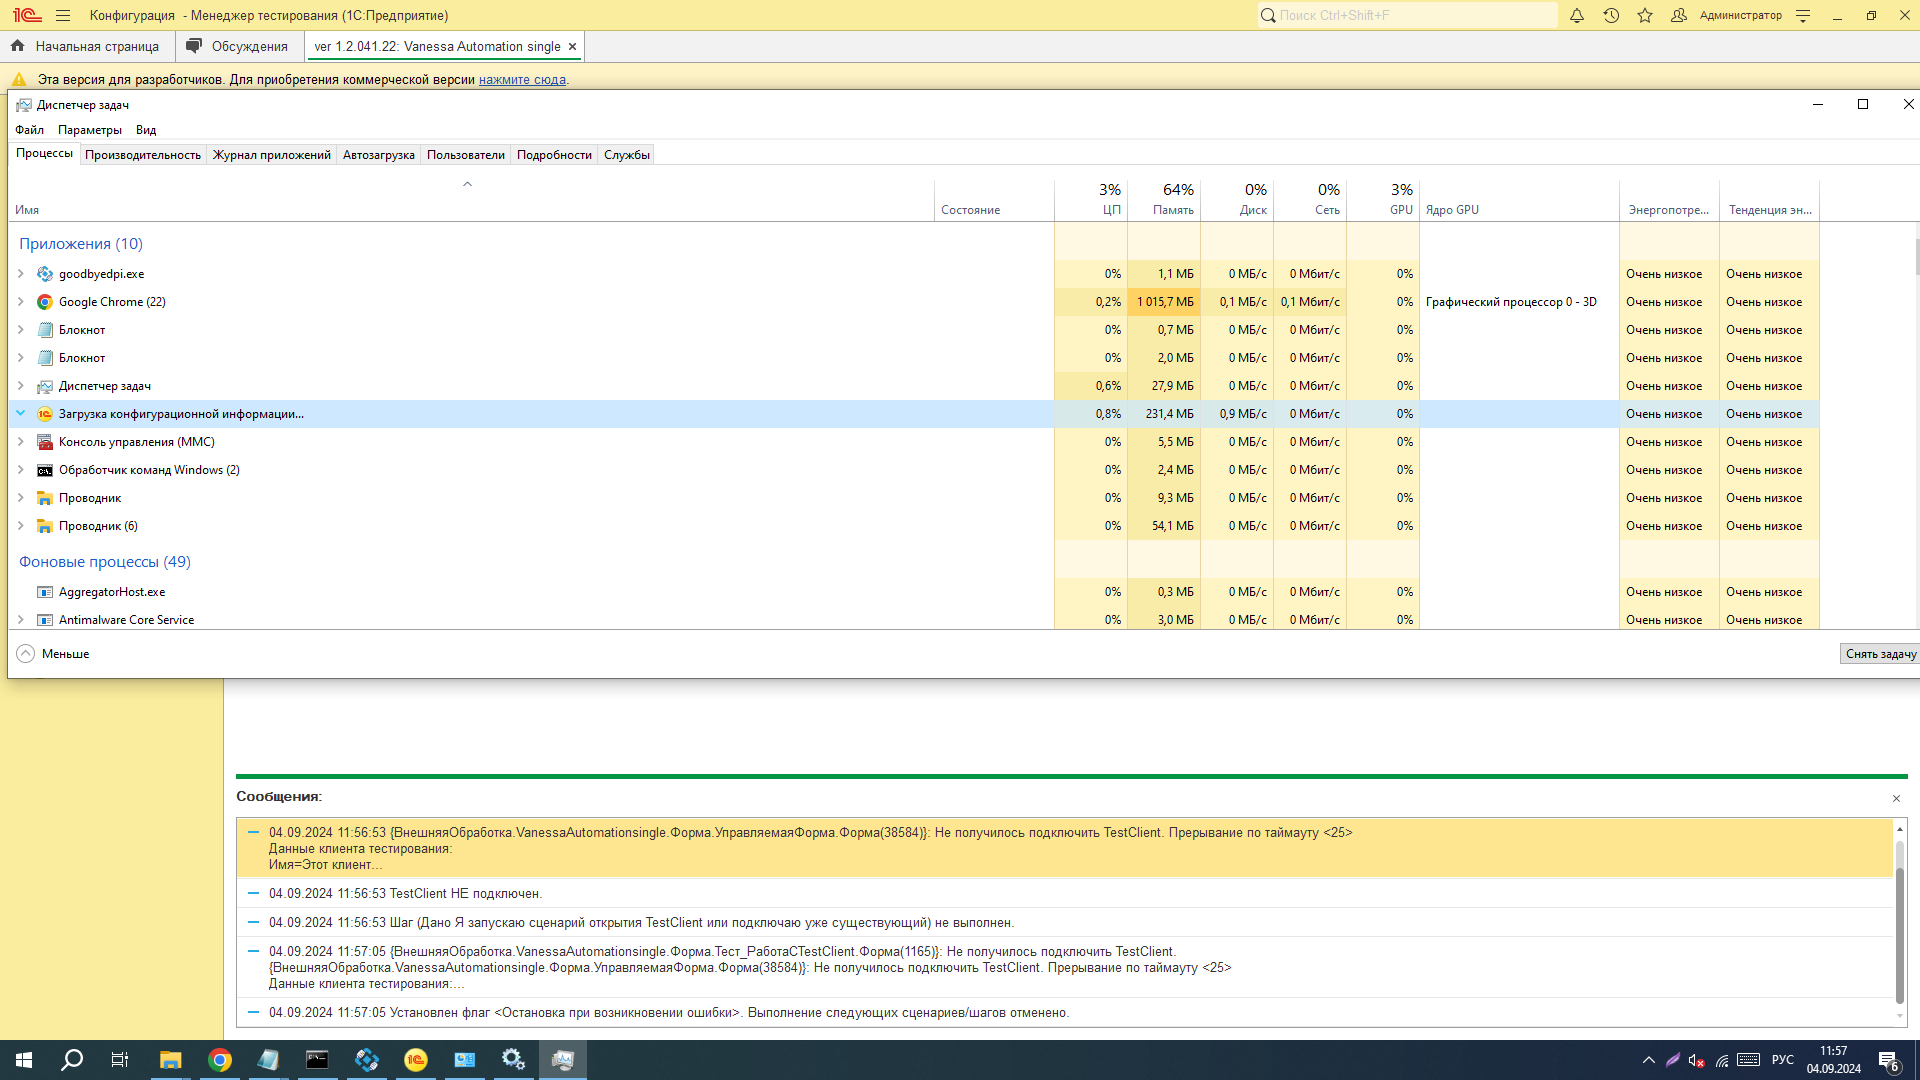 Конфигурация - Менеджер тестирования (1С:Предприятие)
Поиск Ctrl+Shift+F
Администратор
Начальная страница
Обсуждения
ver 1.2.041.22: Vanessa Automation single
Эта версия для разработчиков. Для приобретения коммерческой версии нажмите сюда.
Диспетчер задач
Файл Параметры Вид
Процессы Производительность Журнал приложений Автозагрузка Пользователи Подробности Службы
3% 64% 0% 0% 3%
Имя Состояние ЦП Память Диск Сеть GPU Ядро GPU Энергопотре... Тенденция эн...
Приложения (10)
goodbyedpi.exe 0% 1,1 МБ 0 МБ/с 0 Мбит/с 0% Очень низкое Очень низкое
Google Chrome (22) 0,2% 1 015,7 МБ 0,1 МБ/с 0,1 Мбит/с 0% Графический процессор 0 - 3D Очень низкое Очень низкое
Блокнот 0% 0,7 МБ 0 МБ/с 0 Мбит/с 0% Очень низкое Очень низкое
Блокнот 0% 2,0 МБ 0 МБ/с 0 Мбит/с 0% Очень низкое Очень низкое
Диспетчер задач 0,6% 27,9 МБ 0 МБ/с 0 Мбит/с 0% Очень низкое Очень низкое
Загрузка конфигурационной информации... 0,8% 231,4 МБ 0,9 МБ/с 0 Мбит/с 0% Очень низкое Очень низкое
Консоль управления (MMC) 0% 5,5 МБ 0 МБ/с 0 Мбит/с 0% Очень низкое Очень низкое
Обработчик команд Windows (2) 0% 2,4 МБ 0 МБ/с 0 Мбит/с 0% Очень низкое Очень низкое
Проводник 0% 9,3 МБ 0 МБ/с 0 Мбит/с 0% Очень низкое Очень низкое
Проводник (6) 0% 54,1 МБ 0 МБ/с 0 Мбит/с 0% Очень низкое Очень низкое
Фоновые процессы (49)
AggregatorHost.exe 0% 0,3 МБ 0 МБ/с 0 Мбит/с 0% Очень низкое Очень низкое
Antimalware Core Service 0% 3,0 МБ 0 МБ/с 0 Мбит/с 0% Очень низкое Очень низкое
Меньше
Снять задачу
Сообщения:
04.09.2024 11:56:53 {ВнешняяОбработка.VanessaAutomationsingle.Форма.УправляемаяФорма.Форма(38584)}: Не получилось подключить TestClient. Прерывание по таймауту <25>
Данные клиента тестирования:
Имя=Этот клиент...
04.09.2024 11:56:53 TestClient НЕ подключен.
04.09.2024 11:56:53 Шаг (Дано Я запускаю сценарий открытия TestClient или подключаю уже существующий) не выполнен.
04.09.2024 11:57:05 {ВнешняяОбработка.VanessaAutomationsingle.Форма.Тест_РаботаСTestClient.Форма(1165)}: Не получилось подключить TestClient.
{ВнешняяОбработка.VanessaAutomationsingle.Форма.УправляемаяФорма.Форма(38584)}: Не получилось подключить TestClient. Прерывание по таймауту <25>
Данные клиента тестирования:...
04.09.2024 11:57:05 Установлен флаг <Остановка при возникновении ошибки>. Выполнение следующих сценариев/шагов отменено.
РУС
11:57
04.09.2024
6